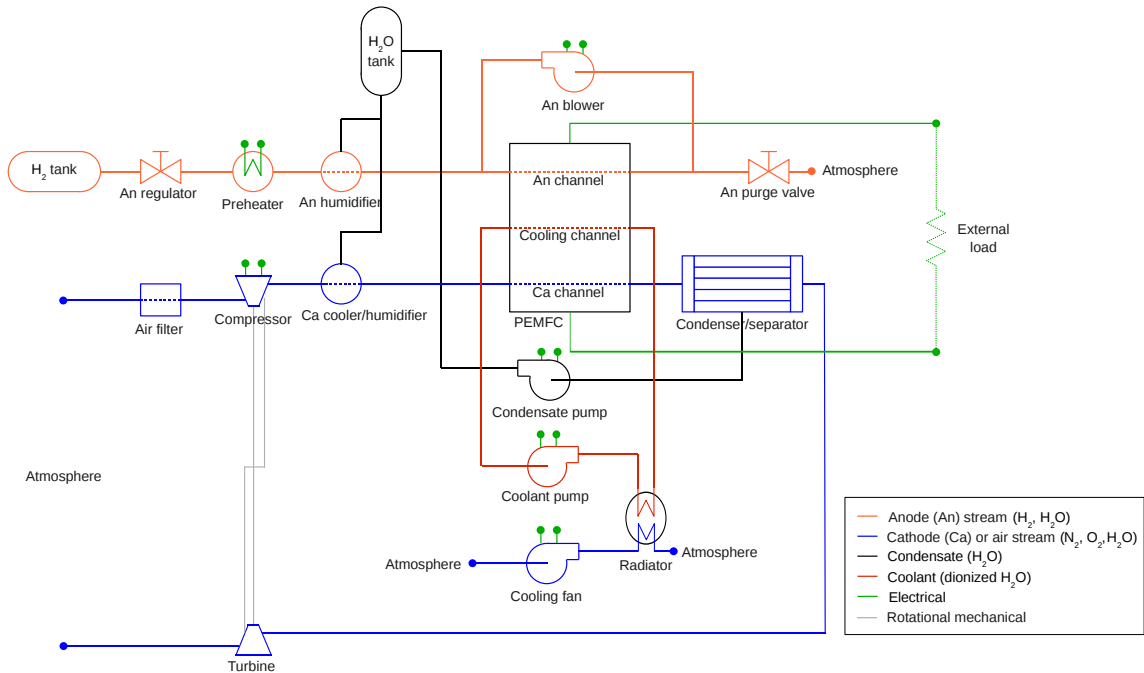 H2O
tank
An blower
H2 tank
An regulator
Preheater
An humidifier
An channel
An purge valve
Atmosphere
Cooling channel
External
load
Air filter
Compressor
Ca cooler/humidifier
Ca channel
PEMFC
Condenser/separator
Condensate pump
Atmosphere
Coolant pump
Atmosphere
Cooling fan
Radiator
Atmosphere
Turbine
Anode (An) stream (H2, H2O)
Cathode (Ca) or air stream (N2, O2,H2O)
Condensate (H2O)
Coolant (dionized H2O)
Electrical
Rotational mechanical